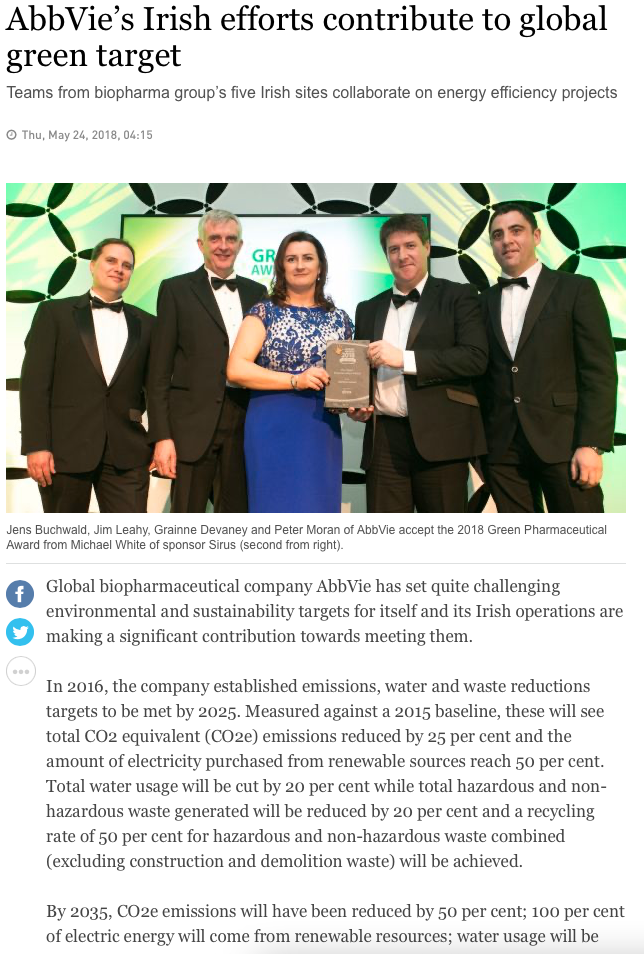 AbbVie’s Irish efforts contribute to global
green target
Teams from biopharma group’s five Irish sites collaborate on energy efficiency projects
Thu, May 24, 2018, 04:15
GR
AW
2018
Jens Buchwald, Jim Leahy, Grainne Devaney and Peter Moran of AbbVie accept the 2018 Green Pharmaceutical
Award from Michael White of sponsor Sirus (second from right).
Global biopharmaceutical company AbbVie has set quite challenging
environmental and sustainability targets for itself and its Irish operations are
making a significant contribution towards meeting them.
In 2016, the company established emissions, water and waste reductions
targets to be met by 2025. Measured against a 2015 baseline, these will see
total CO2 equivalent (CO2e) emissions reduced by 25 per cent and the
amount of electricity purchased from renewable sources reach 50 per cent.
Total water usage will be cut by 20 per cent while total hazardous and non-
hazardous waste generated will be reduced by 20 per cent and a recycling
rate of 50 per cent for hazardous and non-hazardous waste combined
(excluding construction and demolition waste) will be achieved.
By 2035, CO2e emissions will have been reduced by 50 per cent; 100 per cent
of electric energy will come from renewable resources; water usage will be